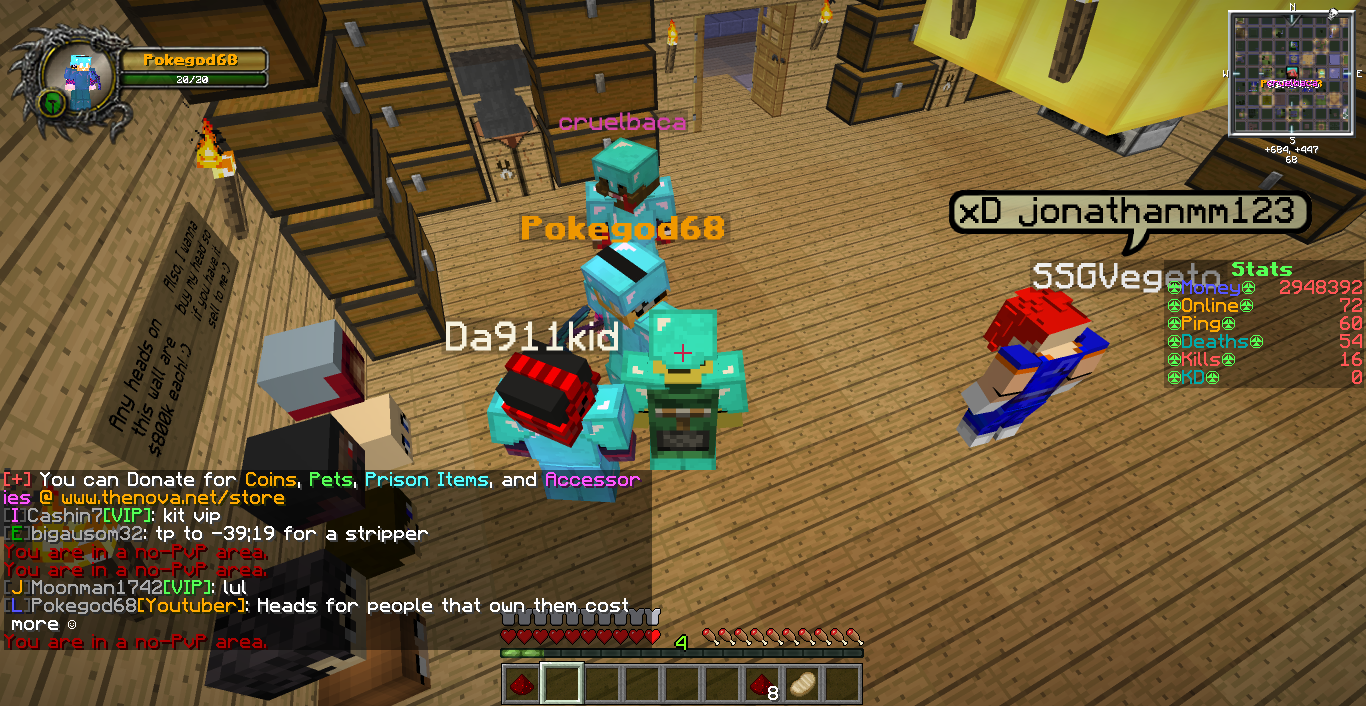 Pokegod68
20/20
N
W
E
S
+684, +447
68
cruelbaca
Pokegod68
xD jonathanmm123
SSGVegeto
Da911kid
Stats
Money 2948392
Online 72
Ping 60
Deaths 54
Kills 16
KD 0
Any heads on
this wall are
$800k each! :)
Also, I wanna
buy my head so
if you have it
sell to me :)
[+] You can Donate for Coins, Pets, Prison Items, and Accessor
ies @ www.thenova.net/store
[I]Cashin7[VIP]: kit vip
[E]bigausom32: tp to -39;19 for a stripper
You are in a no-PvP area.
You are in a no-PvP area.
[J]Moonman1742[VIP]: lul
[L]Pokegod68[Youtuber]: Heads for people that own them cost
more ☺
You are in a no-PvP area.
4
8